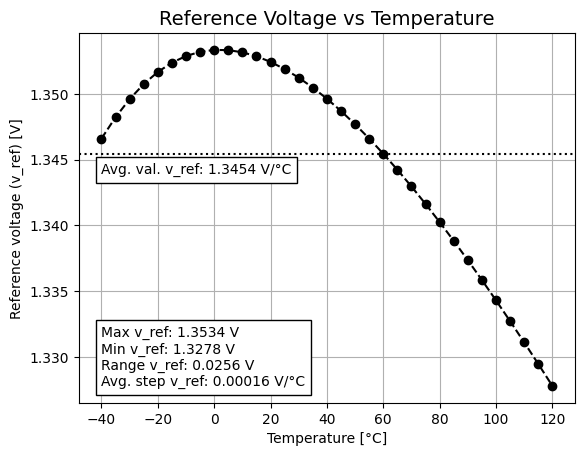 Reference Voltage vs Temperature
Reference voltage (v_ref) [V]
1.350
1.345
1.340
1.335
1.330
Avg. val. v_ref: 1.3454 V/°C
Max v_ref: 1.3534 V
Min v_ref: 1.3278 V
Range v_ref: 0.0256 V
Avg. step v_ref: 0.00016 V/°C
−40 −20 0 20 40 60 80 100 120
Temperature [°C]